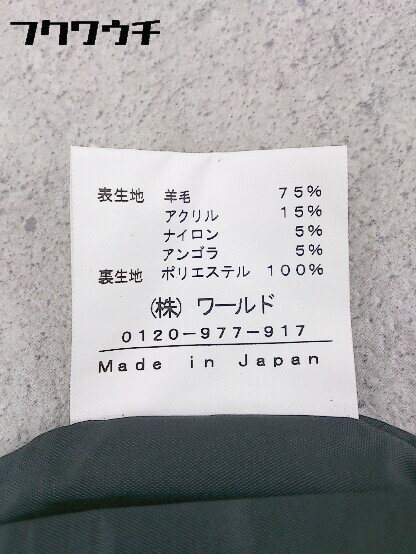 フクワウチ
表生地 羊毛 75%
アクリル 15%
ナイロン 5%
アンゴラ 5%
裏生地 ポリエステル 100%
(株) ワールド
0120-977-917
Made in Japan